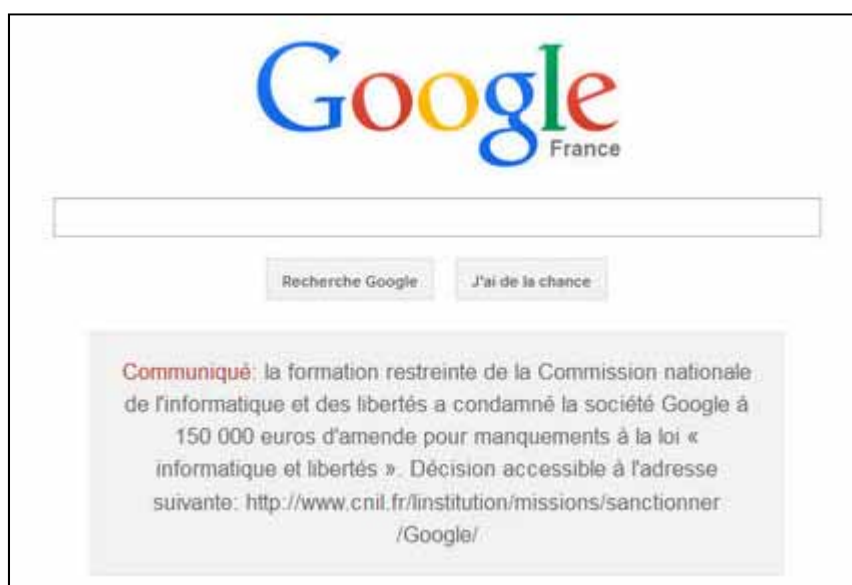 Google
France
Recherche Google
J'ai de la chance
Communiqué: la formation restreinte de la Commission nationale
de l'informatique et des libertés a condamné la société Google à
150 000 euros d'amende pour manquements à la loi «
informatique et libertés ». Décision accessible à l'adresse
suivante: http://www.cnil.fr/linstitution/missions/sanctionner
/Google/